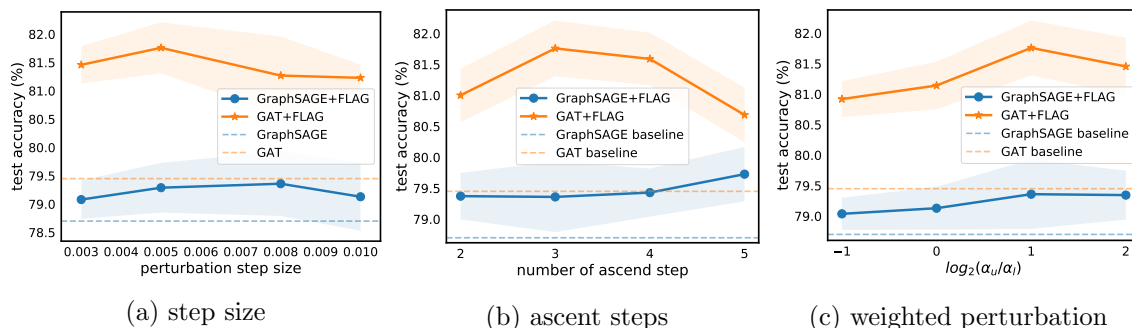 82.0
81.5
81.0
80.5
80.0
79.5
79.0
78.5
test accuracy (%)
GraphSAGE+FLAG
GAT+FLAG
GraphSAGE
GAT
0.003 0.004 0.005 0.006 0.007 0.008 0.009 0.010
perturbation step size
(a) step size
82.0
81.5
81.0
80.5
80.0
79.5
79.0
test accuracy (%)
GraphSAGE+FLAG
GAT+FLAG
GraphSAGE baseline
GAT baseline
2 3 4 5
number of ascend step
(b) ascent steps
82.0
81.5
81.0
80.5
80.0
79.5
79.0
test accuracy (%)
GraphSAGE+FLAG
GAT+FLAG
GraphSAGE baseline
GAT baseline
−1 0 1 2
log₂(αᵤ/αₗ)
(c) weighted perturbation